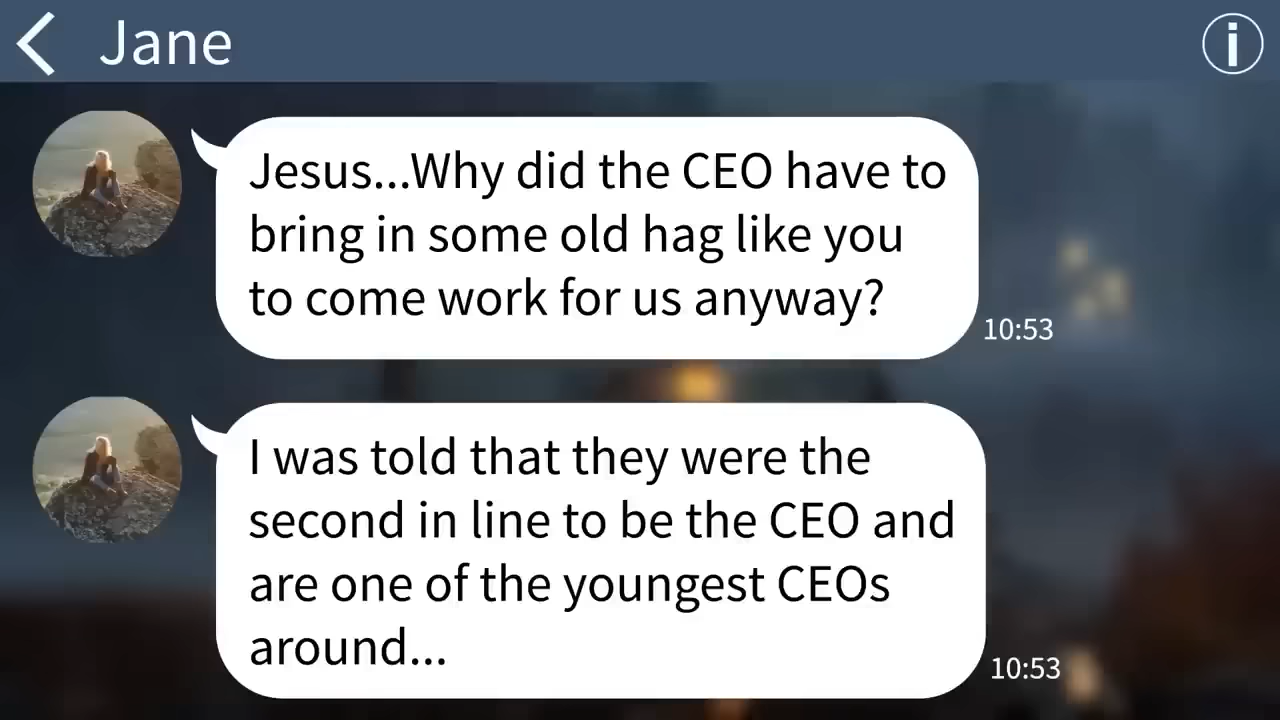 Jane
Jesus...Why did the CEO have to
bring in some old hag like you
to come work for us anyway?
10:53
I was told that they were the
second in line to be the CEO and
are one of the youngest CEOs
around...
10:53